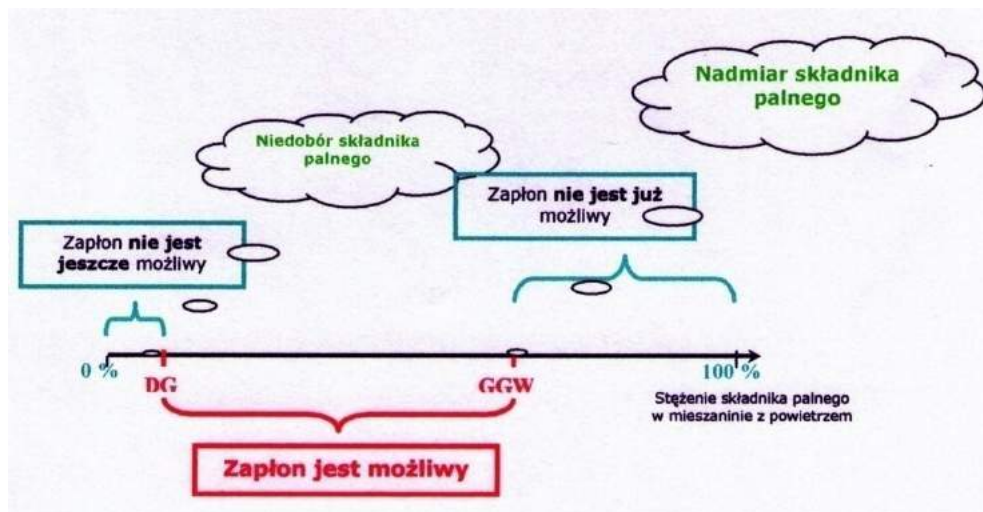 Nadmiar składnika
palnego
Niedobór składnika
palnego
Zapłon nie jest już
możliwy
Zapłon nie jest
jeszcze możliwy
0 %
DG
GGW
100 %
Stężenie składnika palnego
w mieszaninie z powietrzem
Zapłon jest możliwy